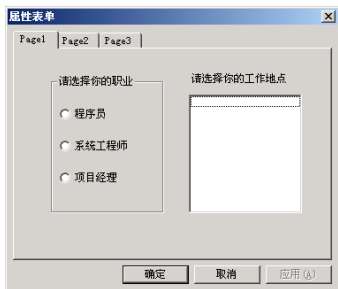 属性表单
Page1 Page2 Page3
请选择你的职业
程序员
系统工程师
项目经理
请选择你的工作地点
确定 取消 应用(A)